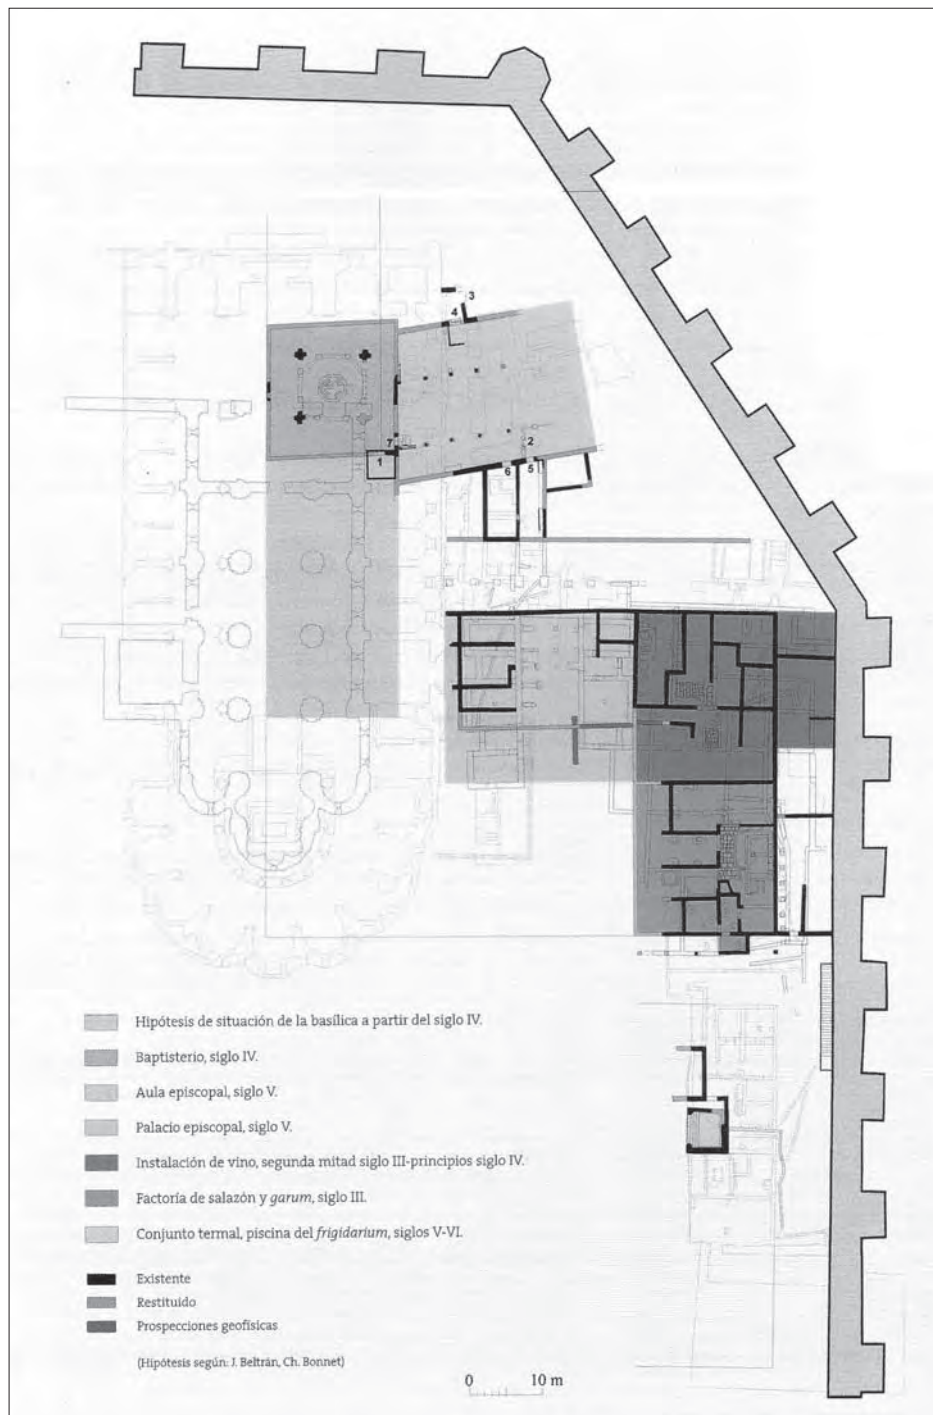 3
4
7
1
2
6
5
Hipótesis de situación de la basílica a partir del siglo IV.
Baptisterio, siglo IV.
Aula episcopal, siglo V.
Palacio episcopal, siglo V.
Instalación de vino, segunda mitad siglo III-principios siglo IV.
Factoría de salazón y garum, siglo III.
Conjunto termal, piscina del frigidarium, siglos V-VI.
Existente
Restituido
Prospecciones geofísicas
(Hipótesis según: J. Beltrán, Ch. Bonnet)
0 10 m